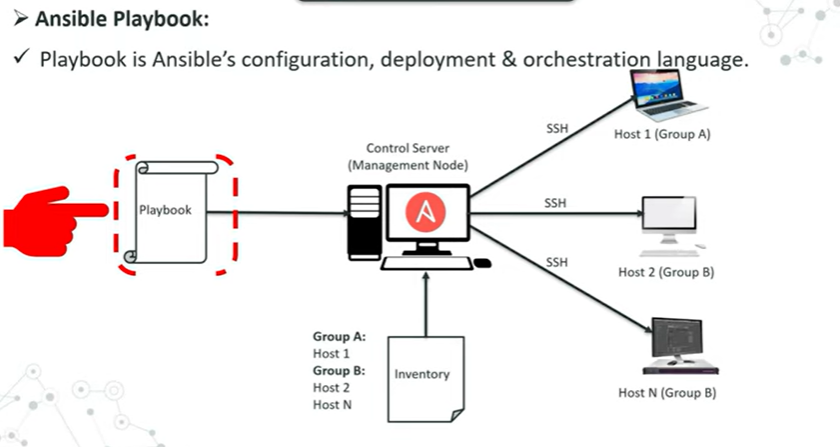 ➢ Ansible Playbook:
✓ Playbook is Ansible’s configuration, deployment & orchestration language.
Control Server
(Management Node)
SSH
Host 1 (Group A)
Playbook
A
SSH
Host 2 (Group B)
SSH
Group A:
Host 1
Group B:
Host 2
Host N
Inventory
Host N (Group B)